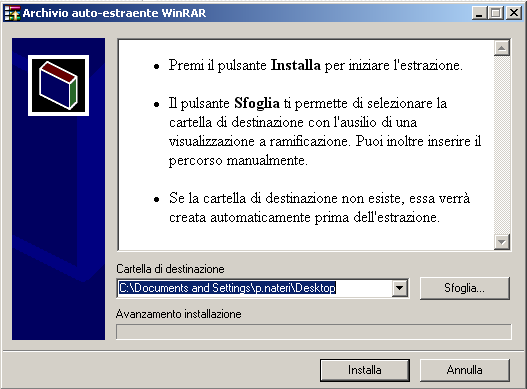 Archivio auto-estraente WinRAR
• Premi il pulsante Installa per iniziare l'estrazione.
• Il pulsante Sfoglia ti permette di selezionare la
cartella di destinazione con l'ausilio di una
visualizzazione a ramificazione. Puoi inoltre inserire il
percorso manualmente.
• Se la cartella di destinazione non esiste, essa verrà
creata automaticamente prima dell'estrazione.
Cartella di destinazione
C:\Documents and Settings\p.nateri\Desktop
Sfoglia...
Avanzamento installazione
Installa
Annulla